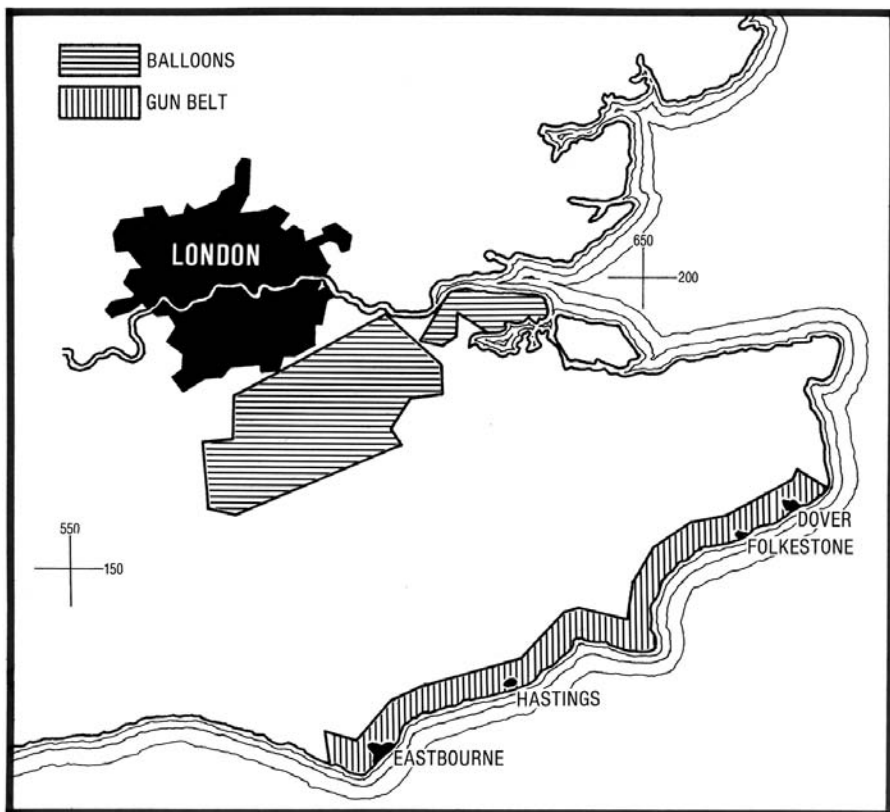 BALLOONS
GUN BELT
LONDON
650
200
550
150
DOVER
FOLKESTONE
HASTINGS
EASTBOURNE